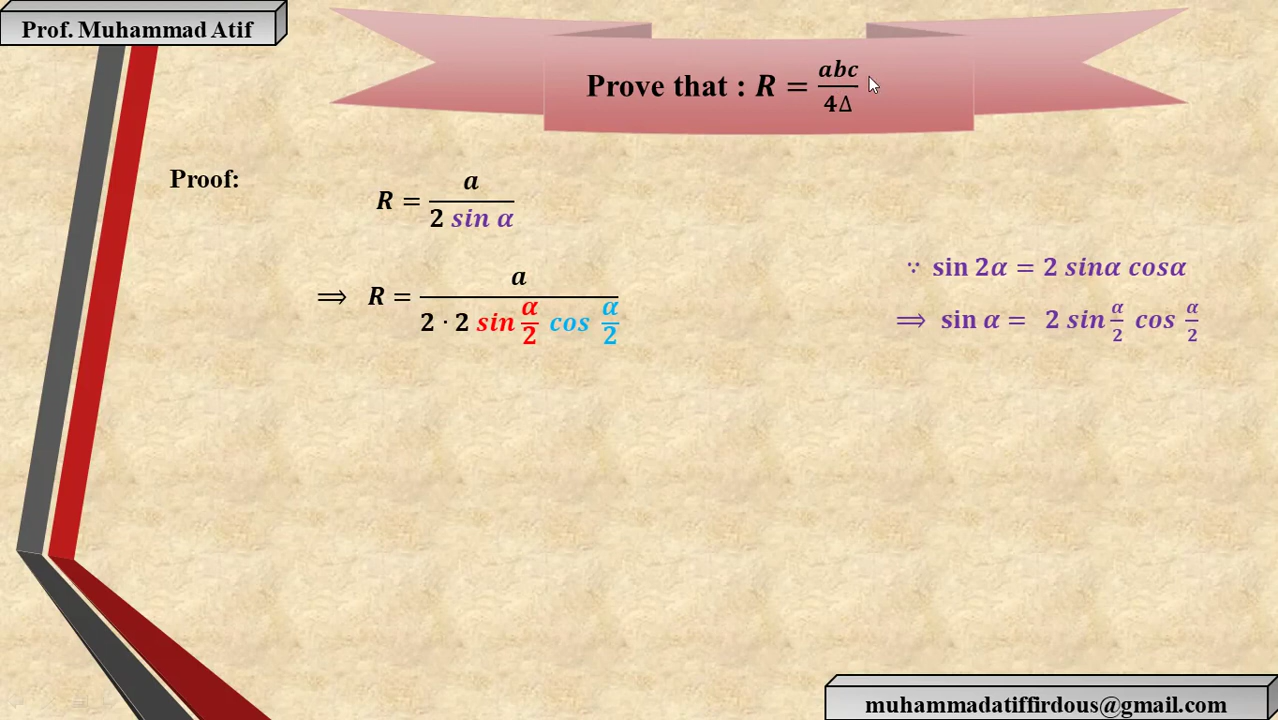 Prof. Muhammad Atif
Prove that : R = abc/4Δ
Proof:
R = a/(2 sin α)
⟹ R = a/(2 · 2 sin α/2 cos α/2)
∵ sin 2α = 2 sinα cosα
⟹ sin α = 2 sin α/2 cos α/2
muhammadatiffirdous@gmail.com